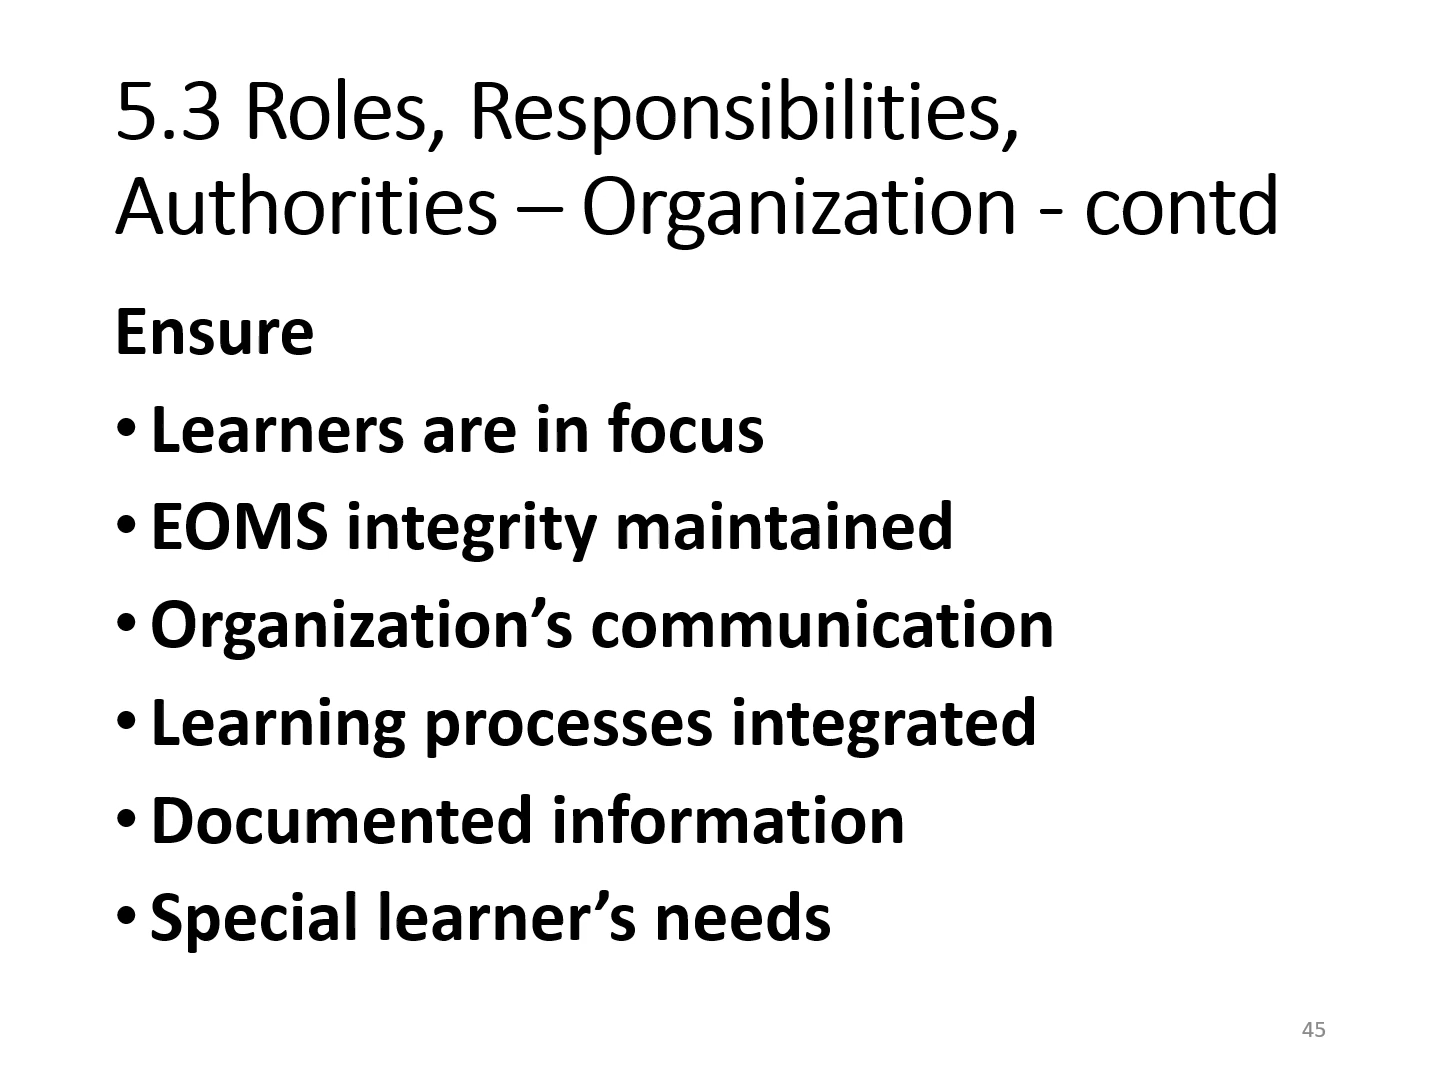 5.3 Roles, Responsibilities,
Authorities – Organization - contd
Ensure
• Learners are in focus
• EOMS integrity maintained
• Organization’s communication
• Learning processes integrated
• Documented information
• Special learner’s needs
45